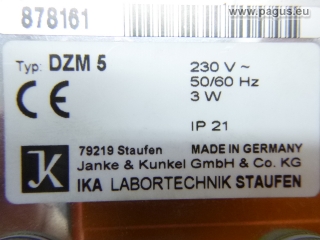 www.pagus.eu
878161
Typ: DZM 5
230 V ~
50/60 Hz
3 W
CE
IP 21
79219 Staufen MADE IN GERMANY
JK Janke & Kunkel GmbH & Co. KG
IKA LABORTECHNIK STAUFEN